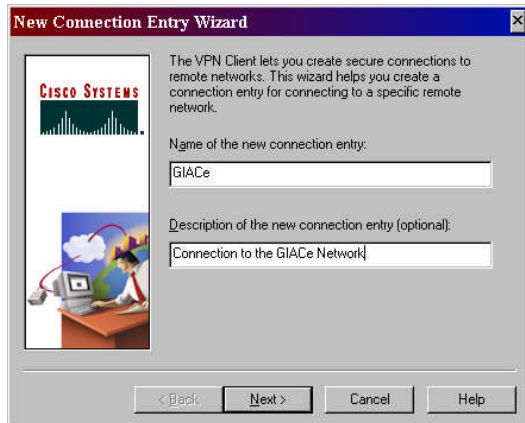 New Connection Entry Wizard
CISCO SYSTEMS
The VPN Client lets you create secure connections to
remote networks. This wizard helps you create a
connection entry for connecting to a specific remote
network.
Name of the new connection entry:
GIACe
Description of the new connection entry (optional):
Connection to the GIACe Network
< Back
Next >
Cancel
Help